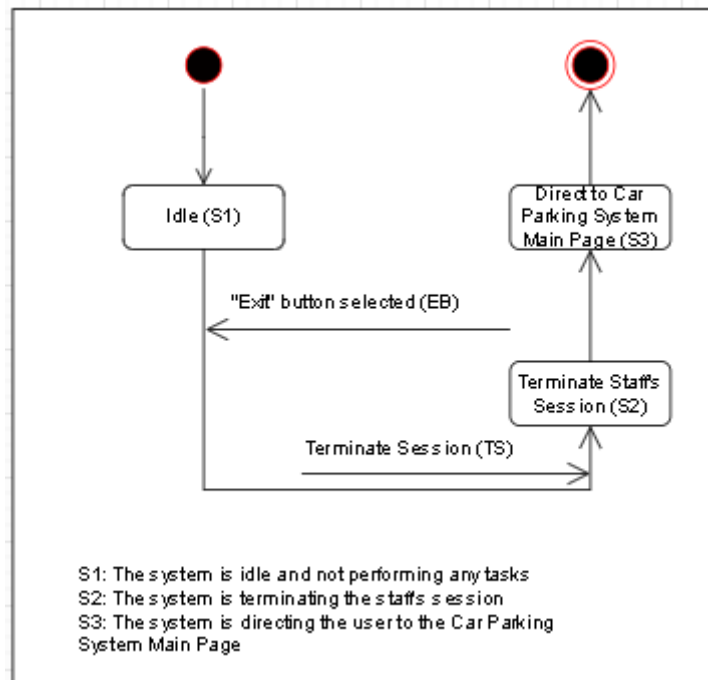 Idle (S1)
Direct to Car
Parking System
Main Page (S3)
"Exit" button selected (EB)
Terminate Staff's
Session (S2)
Terminate Session (TS)
S1: The system is idle and not performing any tasks
S2: The system is terminating the staff's session
S3: The system is directing the user to the Car Parking
System Main Page